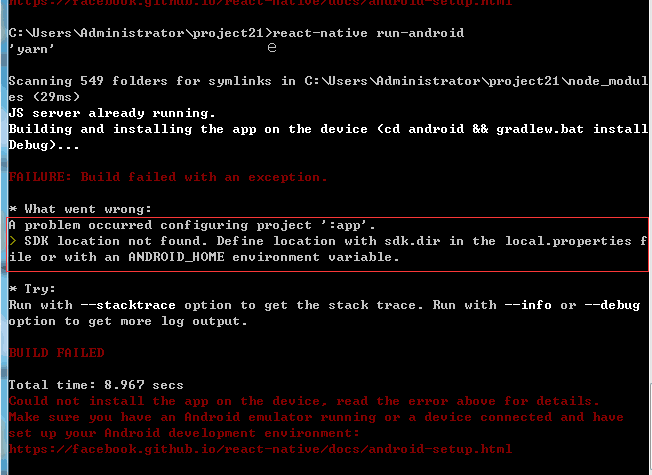 https://facebook.github.io/react-native/docs/android-setup.html
C:\Users\Administrator\project21>react-native run-android
'yarn'
Scanning 549 folders for symlinks in C:\Users\Administrator\project21\node_modul
es (29ms)
JS server already running.
Building and installing the app on the device (cd android && gradlew.bat install
Debug)...
FAILURE: Build failed with an exception.
* What went wrong:
A problem occurred configuring project ':app'.
> SDK location not found. Define location with sdk.dir in the local.properties f
ile or with an ANDROID_HOME environment variable.
* Try:
Run with --stacktrace option to get the stack trace. Run with --info or --debug
option to get more log output.
BUILD FAILED
Total time: 8.967 secs
Could not install the app on the device, read the error above for details.
Make sure you have an Android emulator running or a device connected and have
set up your Android development environment:
https://facebook.github.io/react-native/docs/android-setup.html